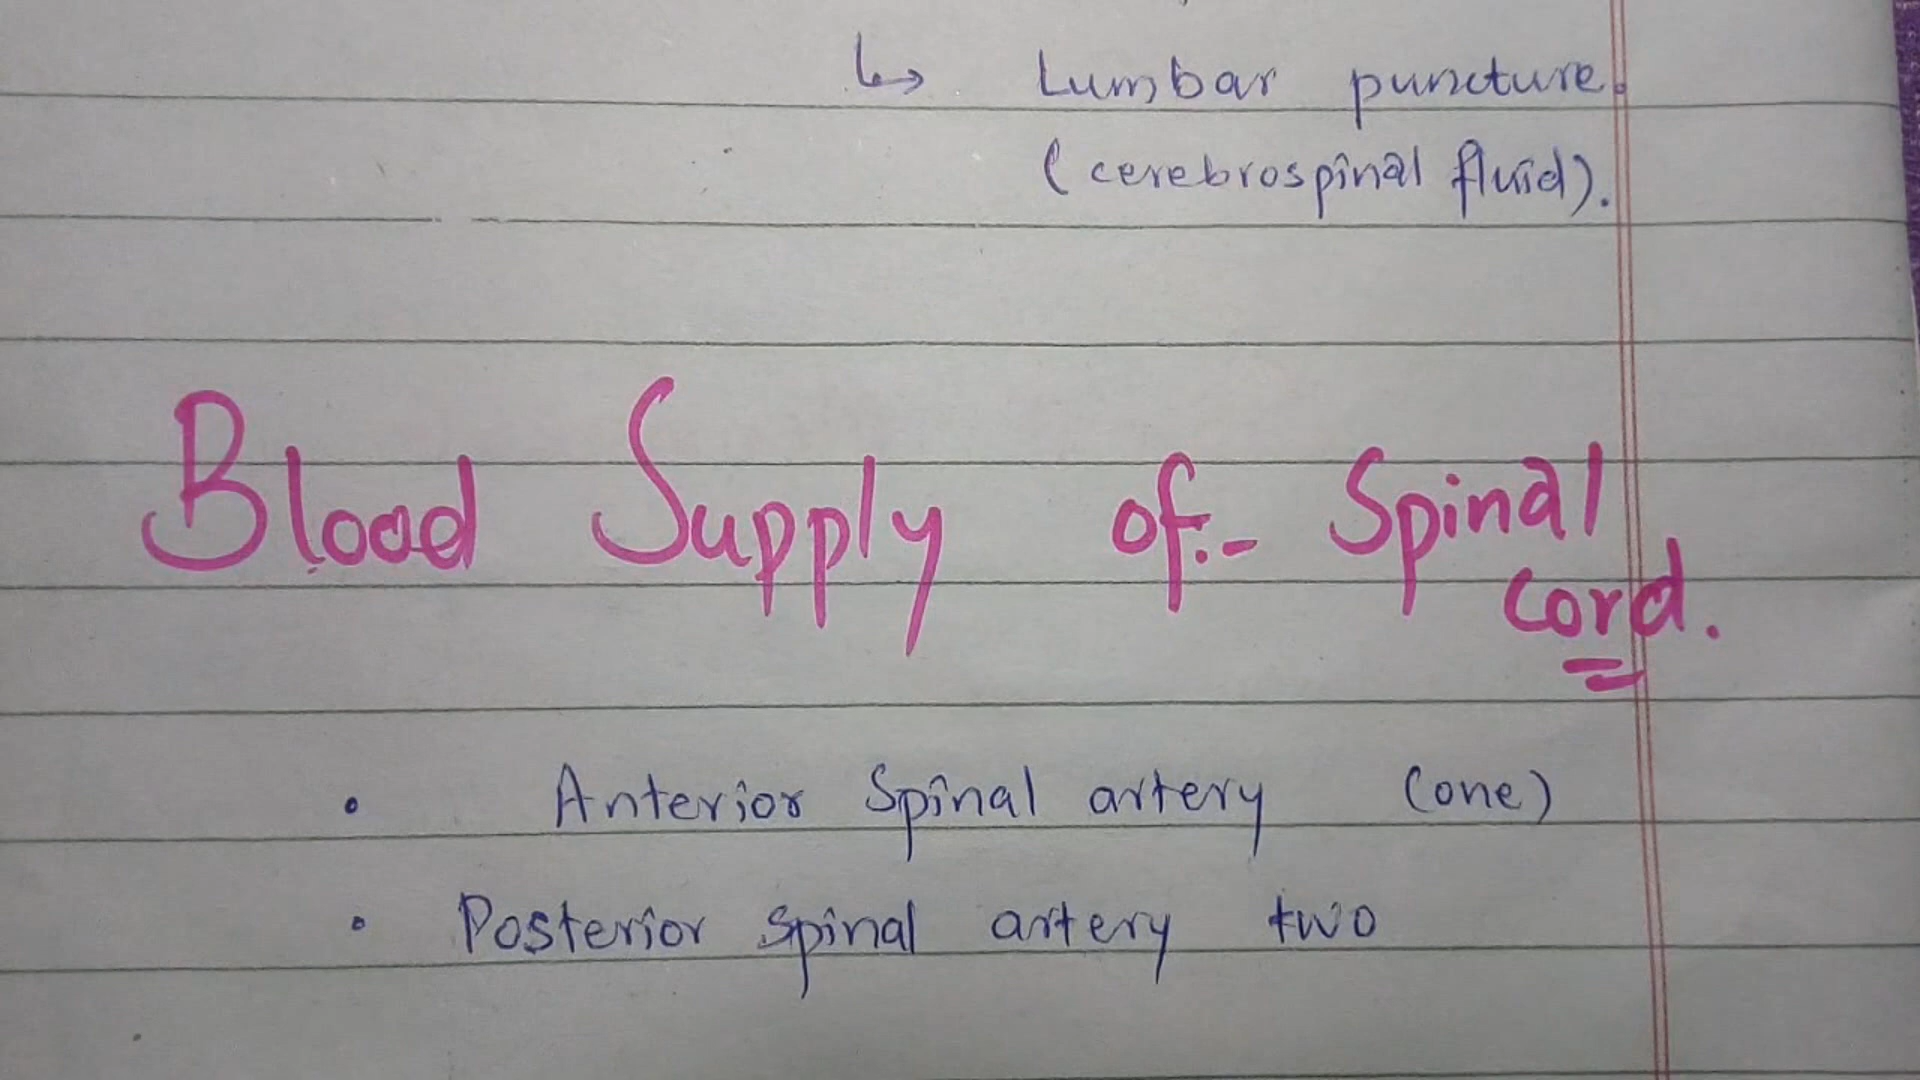 ↳ Lumbar puncture.
(cerebrospinal fluid).
Blood Supply of:- Spinal
cord.
• Anterior Spinal artery (one)
• Posterior spinal artery two